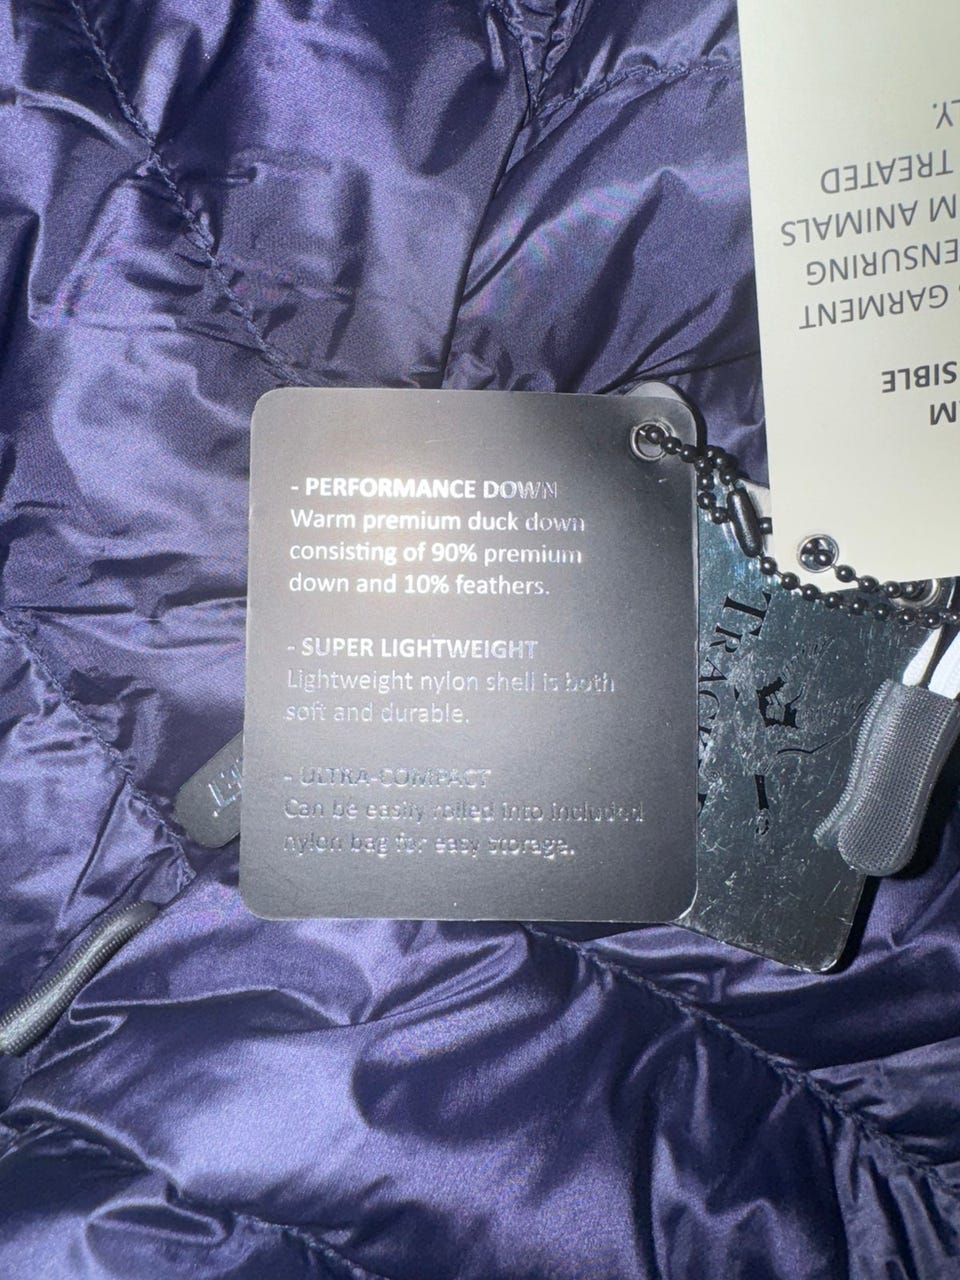 - PERFORMANCE DOWN
Warm premium duck down
consisting of 90% premium
down and 10% feathers.
- SUPER LIGHTWEIGHT
Lightweight nylon shell is both
soft and durable.
- ULTRA-COMPACT
Can be easily rolled into included
nylon bag for easy storage.
GARMENT
ENSURING
ANIMALS
TREATED